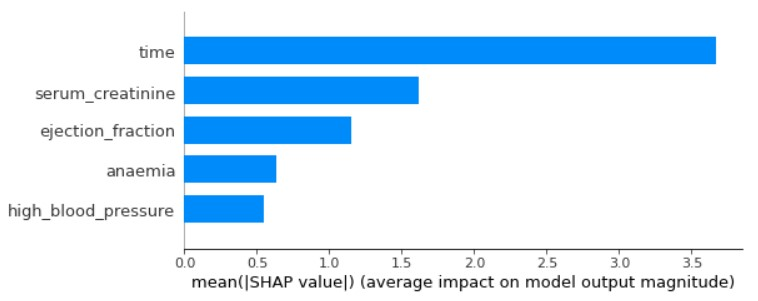 time
serum_creatinine
ejection_fraction
anaemia
high_blood_pressure
0.0 0.5 1.0 1.5 2.0 2.5 3.0 3.5
mean(|SHAP value|) (average impact on model output magnitude)